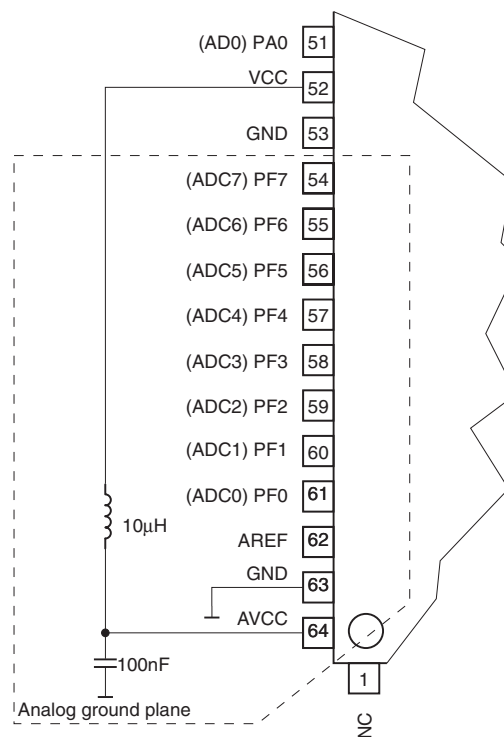 (AD0) PA0 51
VCC 52
GND 53
(ADC7) PF7 54
(ADC6) PF6 55
(ADC5) PF5 56
(ADC4) PF4 57
(ADC3) PF3 58
(ADC2) PF2 59
(ADC1) PF1 60
(ADC0) PF0 61
10μH
AREF 62
GND 63
AVCC 64
100nF
1
Analog ground plane
NC